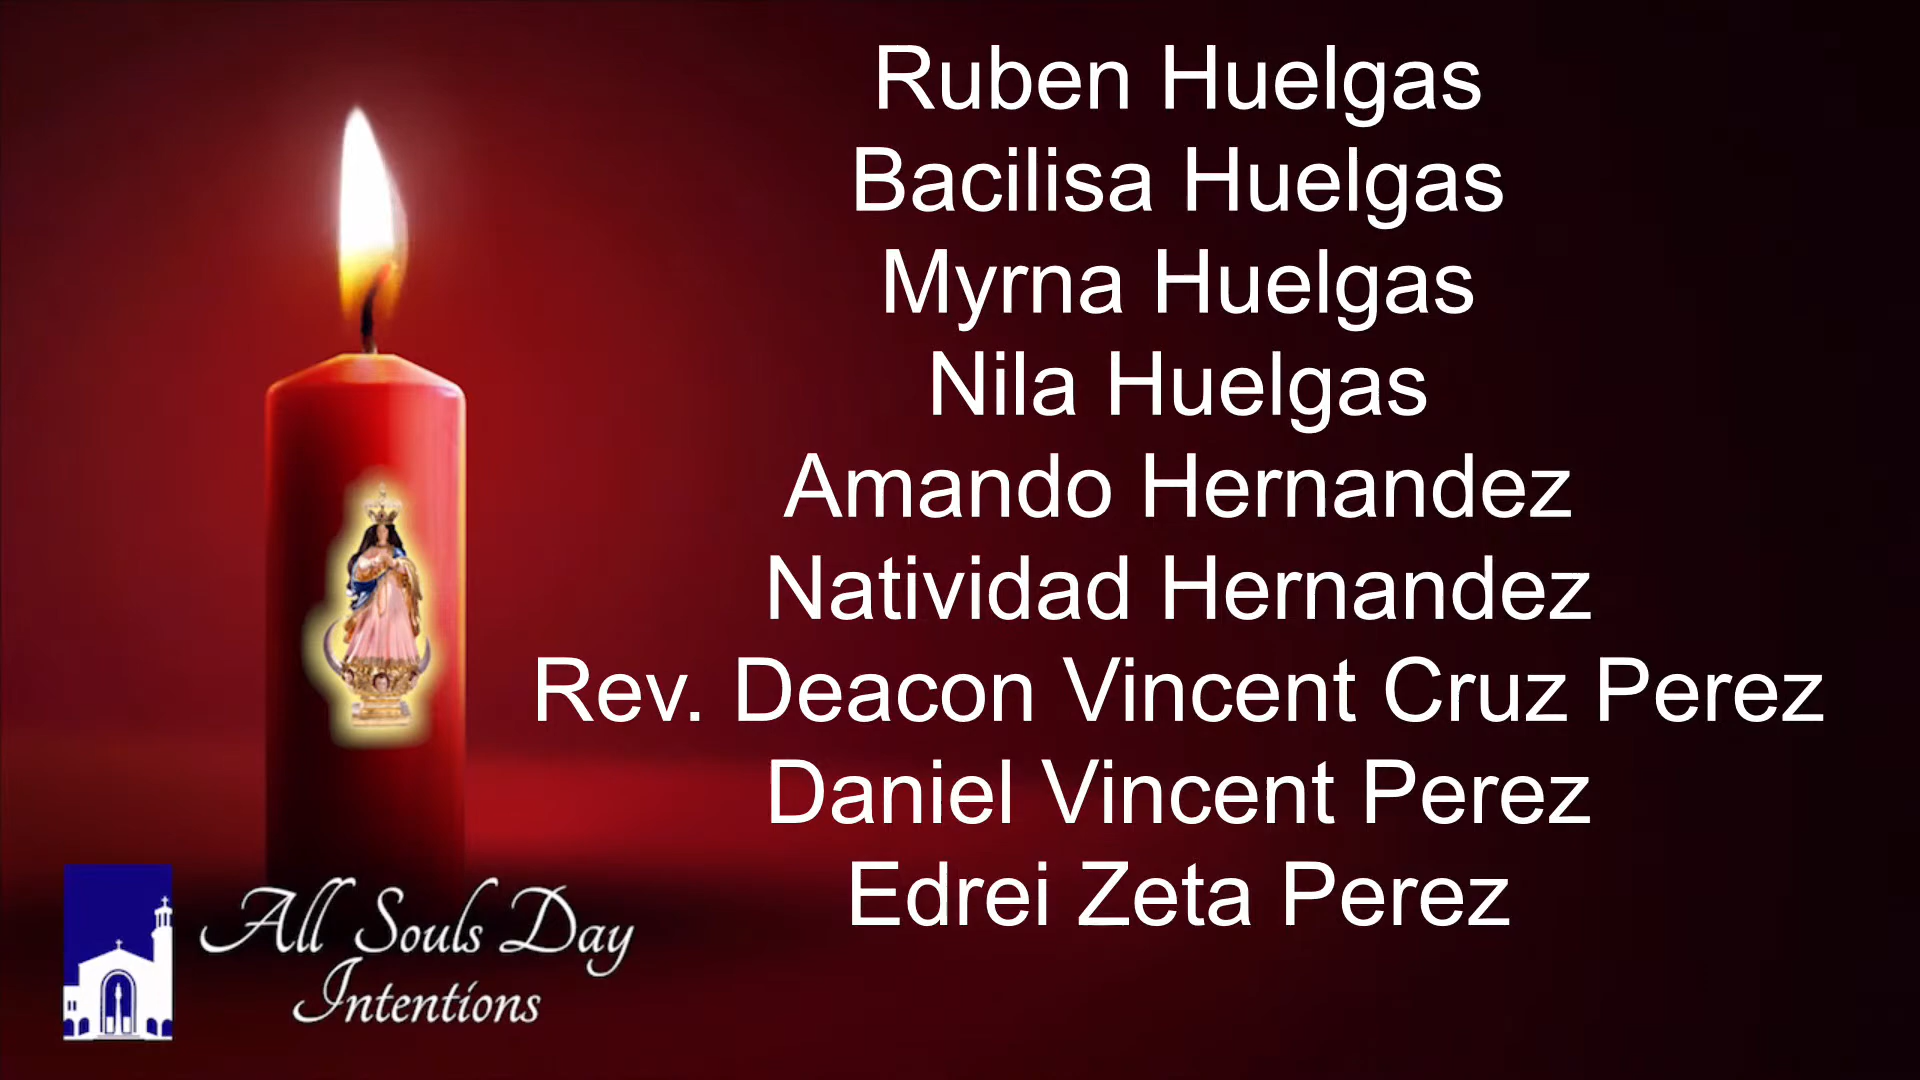 Ruben Huelgas
Bacilisa Huelgas
Myrna Huelgas
Nila Huelgas
Amando Hernandez
Natividad Hernandez
Rev. Deacon Vincent Cruz Perez
Daniel Vincent Perez
Edrei Zeta Perez
All Souls Day
Intentions